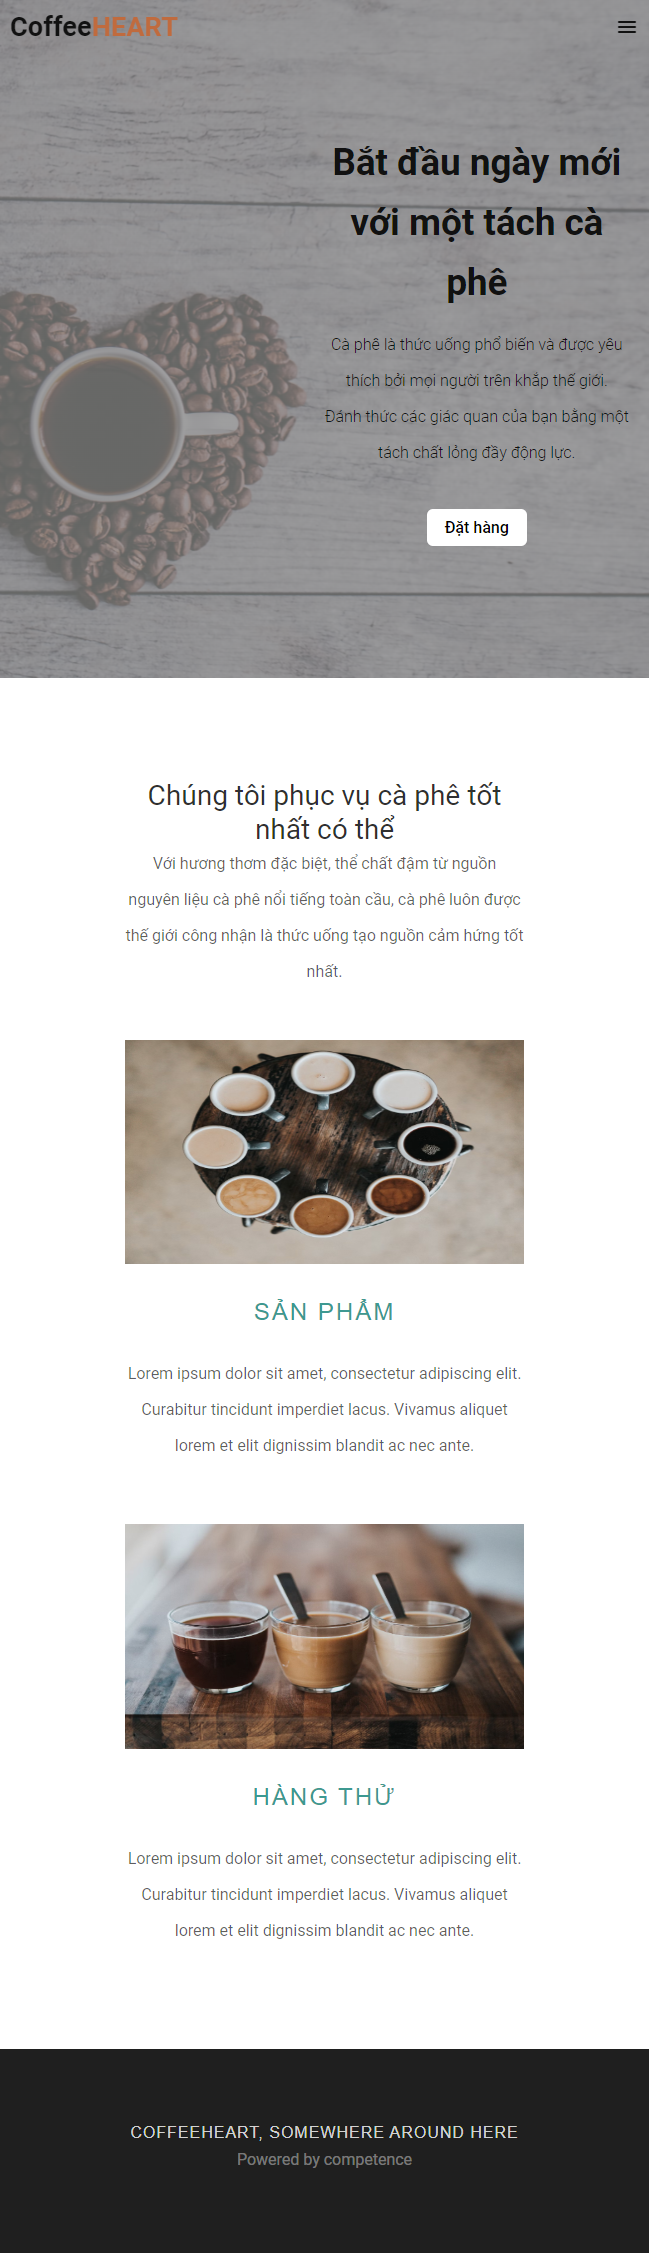 CoffeeHEART
Bắt đầu ngày mới
với một tách cà
phê
Cà phê là thức uống phổ biến và được yêu
thích bởi mọi người trên khắp thế giới.
Đánh thức các giác quan của bạn bằng một
tách chất lỏng đầy động lực.
Đặt hàng
Chúng tôi phục vụ cà phê tốt
nhất có thể
Với hương thơm đặc biệt, thể chất đậm từ nguồn
nguyên liệu cà phê nổi tiếng toàn cầu, cà phê luôn được
thế giới công nhận là thức uống tạo nguồn cảm hứng tốt
nhất.
SẢN PHẨM
Lorem ipsum dolor sit amet, consectetur adipiscing elit.
Curabitur tincidunt imperdiet lacus. Vivamus aliquet
lorem et elit dignissim blandit ac nec ante.
HÀNG THỬ
Lorem ipsum dolor sit amet, consectetur adipiscing elit.
Curabitur tincidunt imperdiet lacus. Vivamus aliquet
lorem et elit dignissim blandit ac nec ante.
COFFEEHEART, SOMEWHERE AROUND HERE
Powered by competence